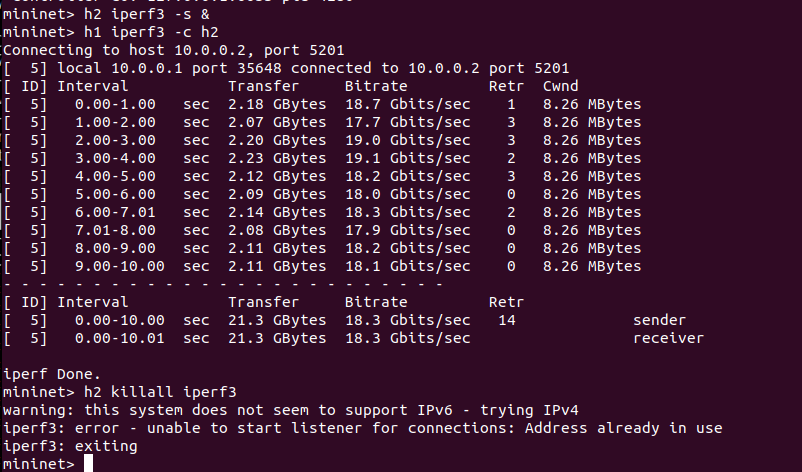 mininet> h2 iperf3 -s &
mininet> h1 iperf3 -c h2
Connecting to host 10.0.0.2, port 5201
[  5] local 10.0.0.1 port 35648 connected to 10.0.0.2 port 5201
[ ID] Interval           Transfer     Bitrate         Retr  Cwnd
[  5]   0.00-1.00   sec  2.18 GBytes  18.7 Gbits/sec    1   8.26 MBytes
[  5]   1.00-2.00   sec  2.07 GBytes  17.7 Gbits/sec    3   8.26 MBytes
[  5]   2.00-3.00   sec  2.20 GBytes  19.0 Gbits/sec    3   8.26 MBytes
[  5]   3.00-4.00   sec  2.23 GBytes  19.1 Gbits/sec    2   8.26 MBytes
[  5]   4.00-5.00   sec  2.12 GBytes  18.2 Gbits/sec    3   8.26 MBytes
[  5]   5.00-6.00   sec  2.09 GBytes  18.0 Gbits/sec    0   8.26 MBytes
[  5]   6.00-7.01   sec  2.14 GBytes  18.3 Gbits/sec    2   8.26 MBytes
[  5]   7.01-8.00   sec  2.08 GBytes  17.9 Gbits/sec    0   8.26 MBytes
[  5]   8.00-9.00   sec  2.11 GBytes  18.2 Gbits/sec    0   8.26 MBytes
[  5]   9.00-10.00  sec  2.11 GBytes  18.1 Gbits/sec    0   8.26 MBytes
- - - - - - - - - - - - - - - - - - - - - - - - -
[ ID] Interval           Transfer     Bitrate         Retr
[  5]   0.00-10.00  sec  21.3 GBytes  18.3 Gbits/sec   14             sender
[  5]   0.00-10.01  sec  21.3 GBytes  18.3 Gbits/sec                  receiver
iperf Done.
mininet> h2 killall iperf3
warning: this system does not seem to support IPv6 - trying IPv4
iperf3: error - unable to start listener for connections: Address already in use
iperf3: exiting
mininet>